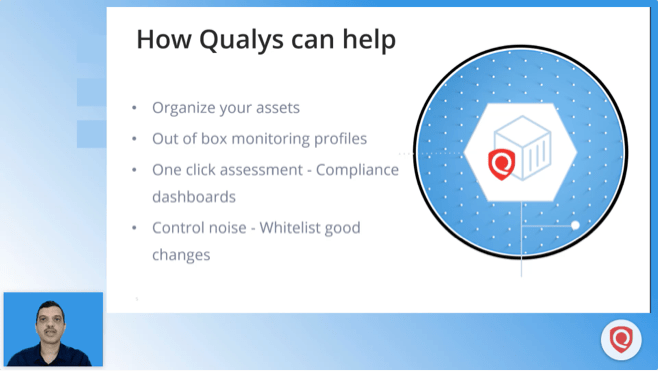 How Qualys can help
• Organize your assets
• Out of box monitoring profiles
• One click assessment - Compliance
dashboards
• Control noise - Whitelist good
changes